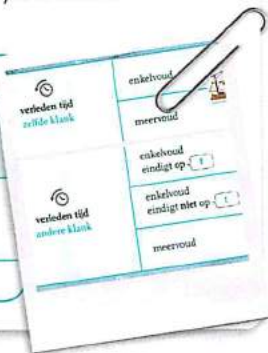 verleden tijd
zelfde klank
enkelvoud
meervoud
verleden tijd
andere klank
enkelvoud
eindigt op t
enkelvoud
eindigt niet op t
meervoud